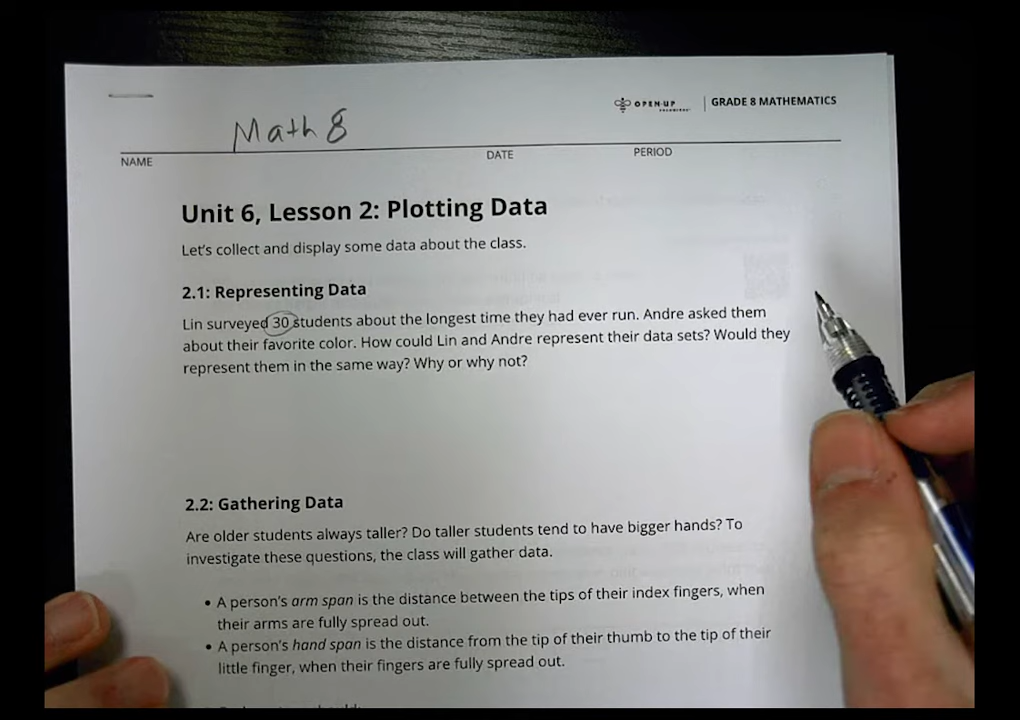 OPEN-UP
GRADE 8 MATHEMATICS
Math 8
NAME DATE PERIOD
Unit 6, Lesson 2: Plotting Data
Let's collect and display some data about the class.
2.1: Representing Data
Lin surveyed 30 students about the longest time they had ever run. Andre asked them
about their favorite color. How could Lin and Andre represent their data sets? Would they
represent them in the same way? Why or why not?
2.2: Gathering Data
Are older students always taller? Do taller students tend to have bigger hands? To
investigate these questions, the class will gather data.
• A person's arm span is the distance between the tips of their index fingers, when
their arms are fully spread out.
• A person's hand span is the distance from the tip of their thumb to the tip of their
little finger, when their fingers are fully spread out.